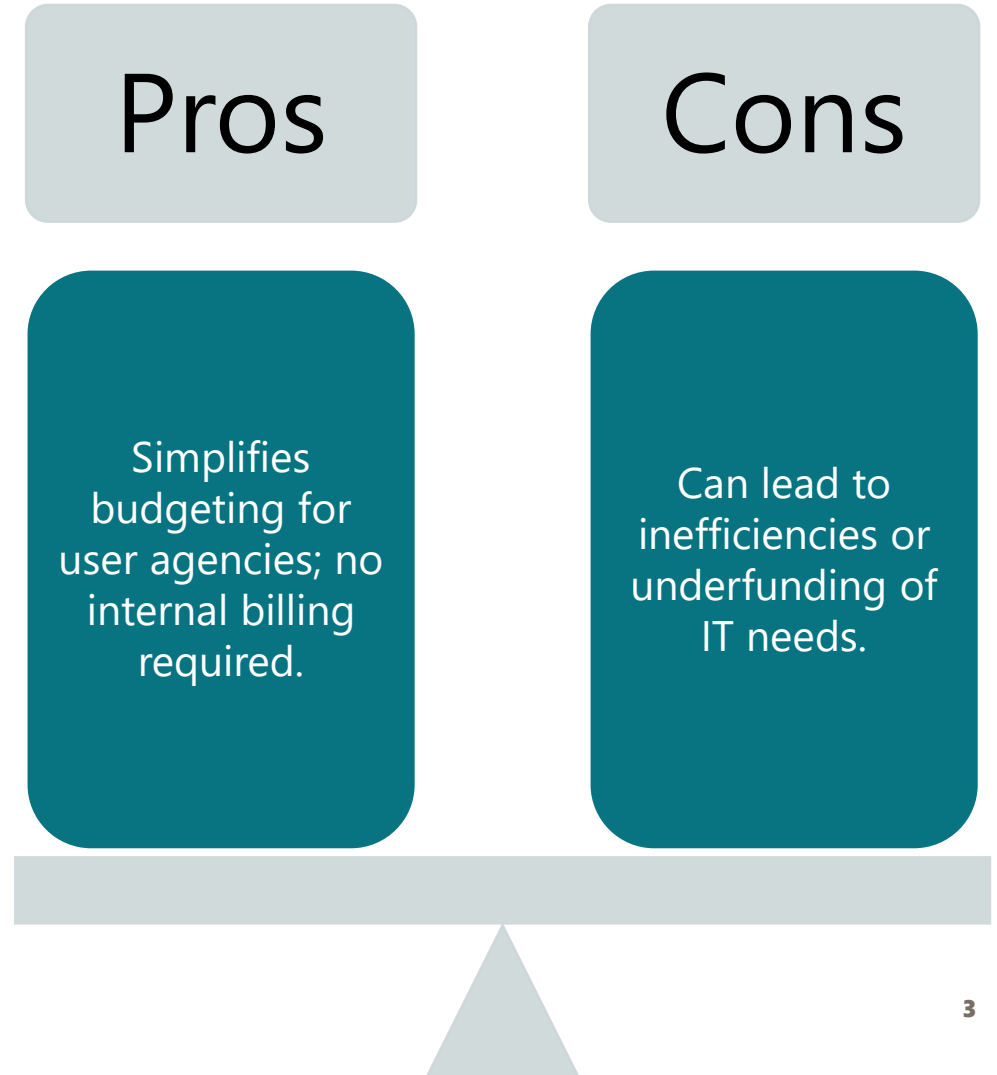 Pros
Cons
Simplifies
budgeting for
user agencies; no
internal billing
required.
Can lead to
inefficiencies or
underfunding of
IT needs.
3